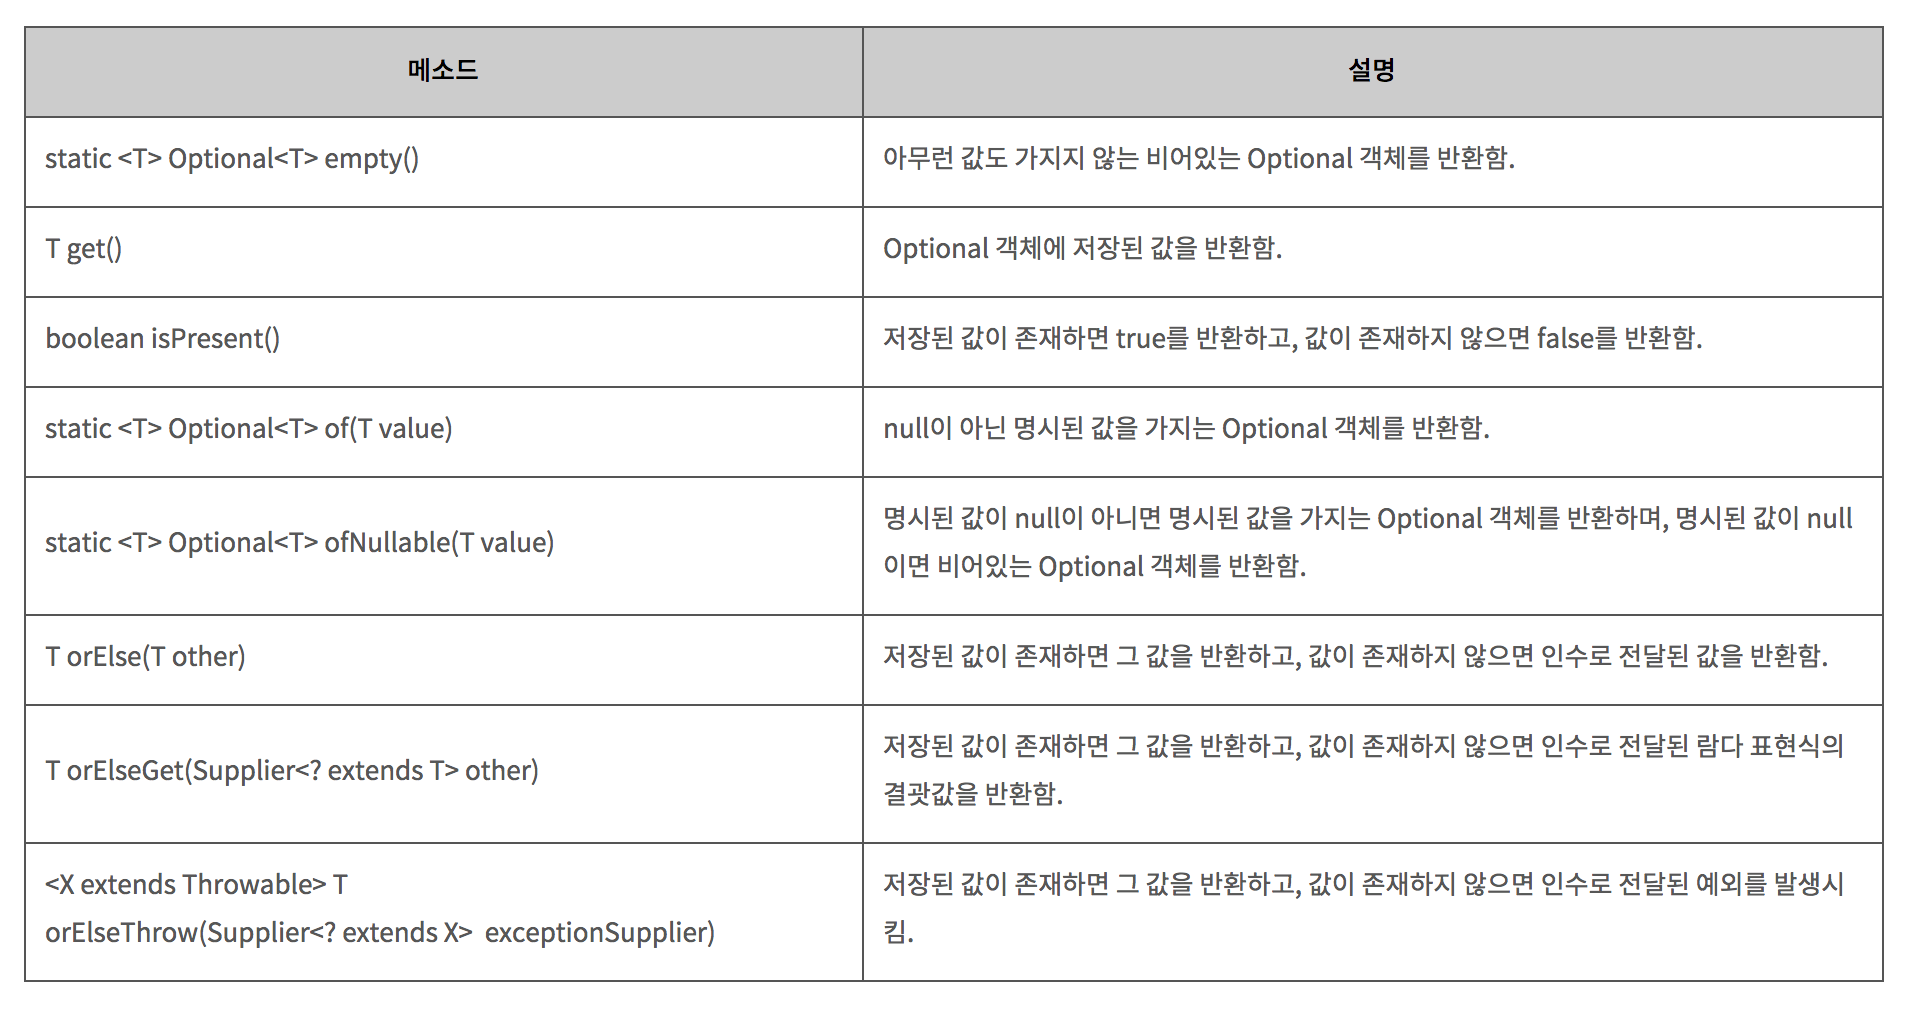 메소드
설명
static <T> Optional<T> empty()
아무런 값도 가지지 않는 비어있는 Optional 객체를 반환함.
T get()
Optional 객체에 저장된 값을 반환함.
boolean isPresent()
저장된 값이 존재하면 true를 반환하고, 값이 존재하지 않으면 false를 반환함.
static <T> Optional<T> of(T value)
null이 아닌 명시된 값을 가지는 Optional 객체를 반환함.
static <T> Optional<T> ofNullable(T value)
명시된 값이 null이 아니면 명시된 값을 가지는 Optional 객체를 반환하며, 명시된 값이 null
이면 비어있는 Optional 객체를 반환함.
T orElse(T other)
저장된 값이 존재하면 그 값을 반환하고, 값이 존재하지 않으면 인수로 전달된 값을 반환함.
T orElseGet(Supplier<? extends T> other)
저장된 값이 존재하면 그 값을 반환하고, 값이 존재하지 않으면 인수로 전달된 람다 표현식의
결괏값을 반환함.
<X extends Throwable> T
orElseThrow(Supplier<? extends X>  exceptionSupplier)
저장된 값이 존재하면 그 값을 반환하고, 값이 존재하지 않으면 인수로 전달된 예외를 발생시
킴.